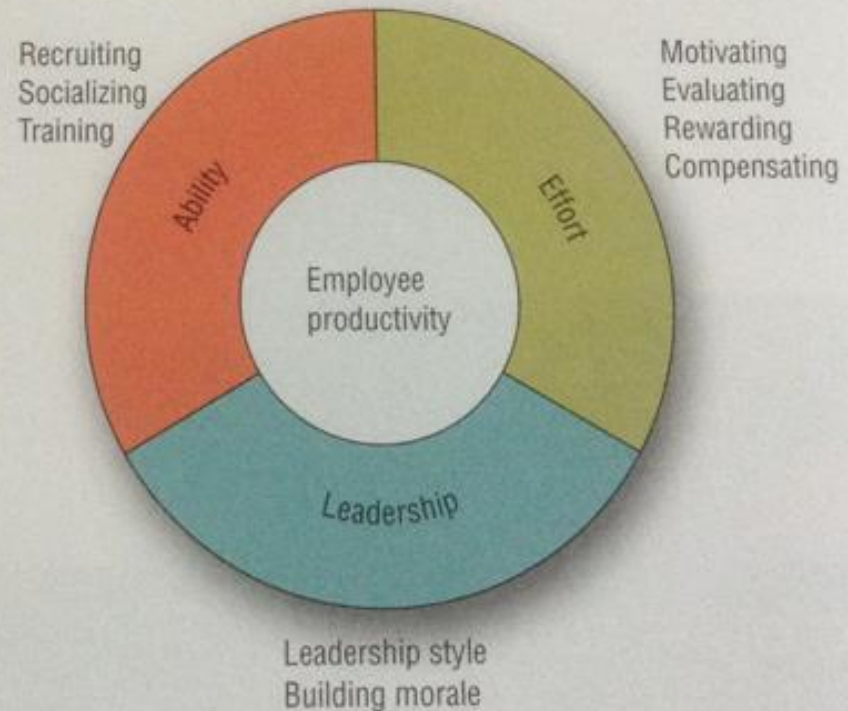 Recruiting
Socializing
Training
Motivating
Evaluating
Rewarding
Compensating
Ability
Effort
Employee
productivity
Leadership
Leadership style
Building morale